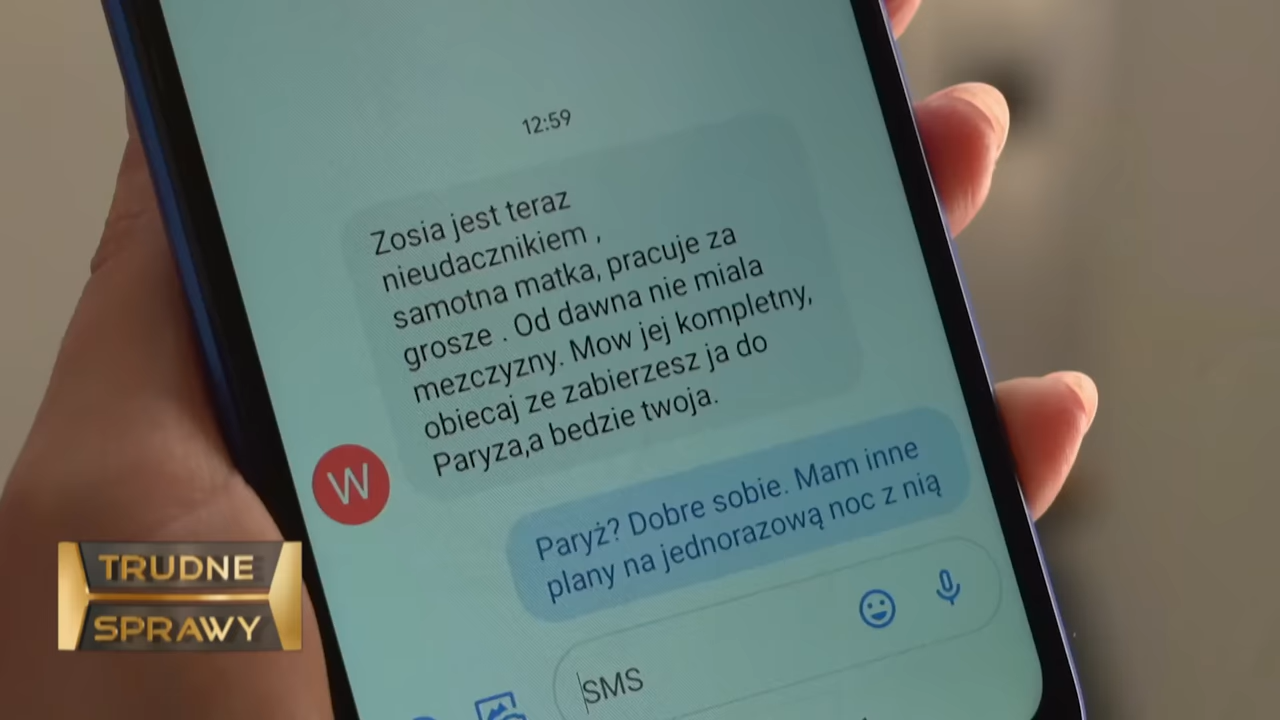 12:59
Zosia jest teraz
nieudacznikiem ,
samotna matka, pracuje za
grosze . Od dawna nie miala
mezczyzny. Mow jej komplety,
obiecaj ze zabierzesz ja do
Paryza,a bedzie twoja.
W
Paryż? Dobre sobie. Mam inne
plany na jednorazową noc z nią
SMS
TRUDNE
SPRAWY